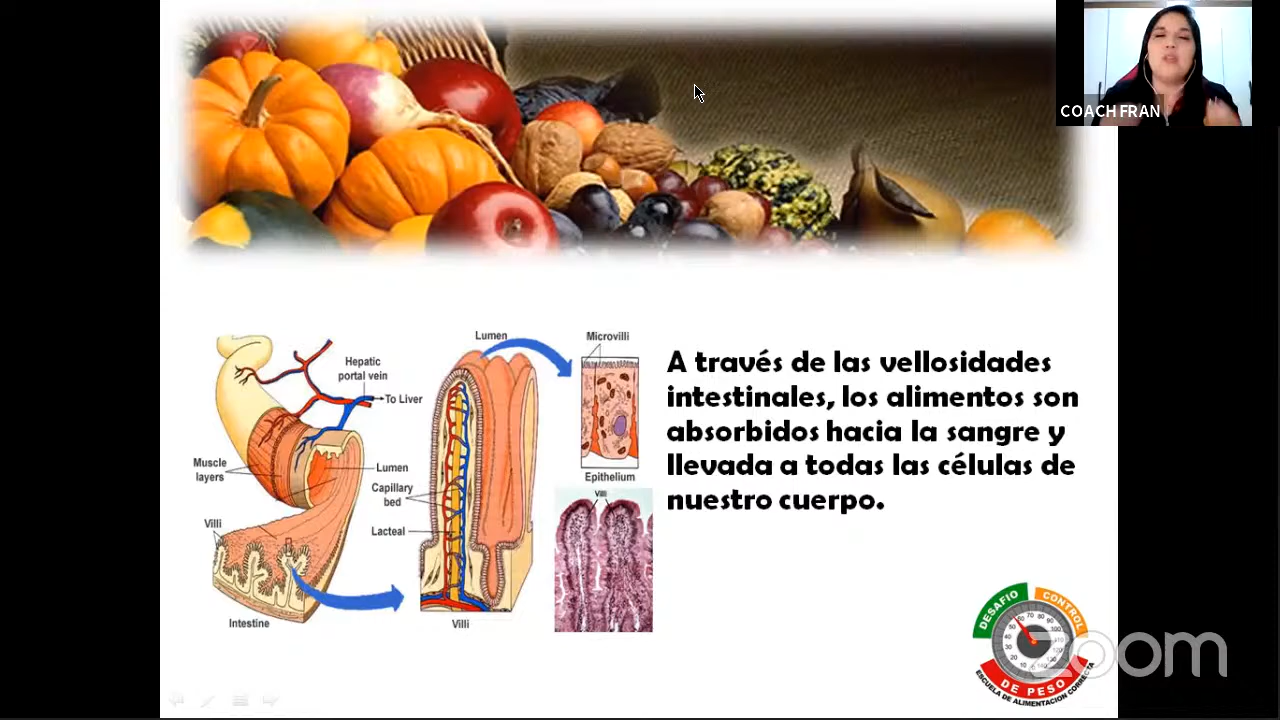 COACH FRAN
Lumen
Microvilli
Hepatic
portal vein
To Liver
Muscle
layers
Lumen
Capillary
bed
Epithelium
Villi
Villi
Lacteal
Intestine
Villi
A través de las vellosidades
intestinales, los alimentos son
absorbidos hacia la sangre y
llevada a todas las células de
nuestro cuerpo.
DESAFIO
CONTROL
DE PESO
ESCUELA DE ALIMENTACION CORRECTA
zoom